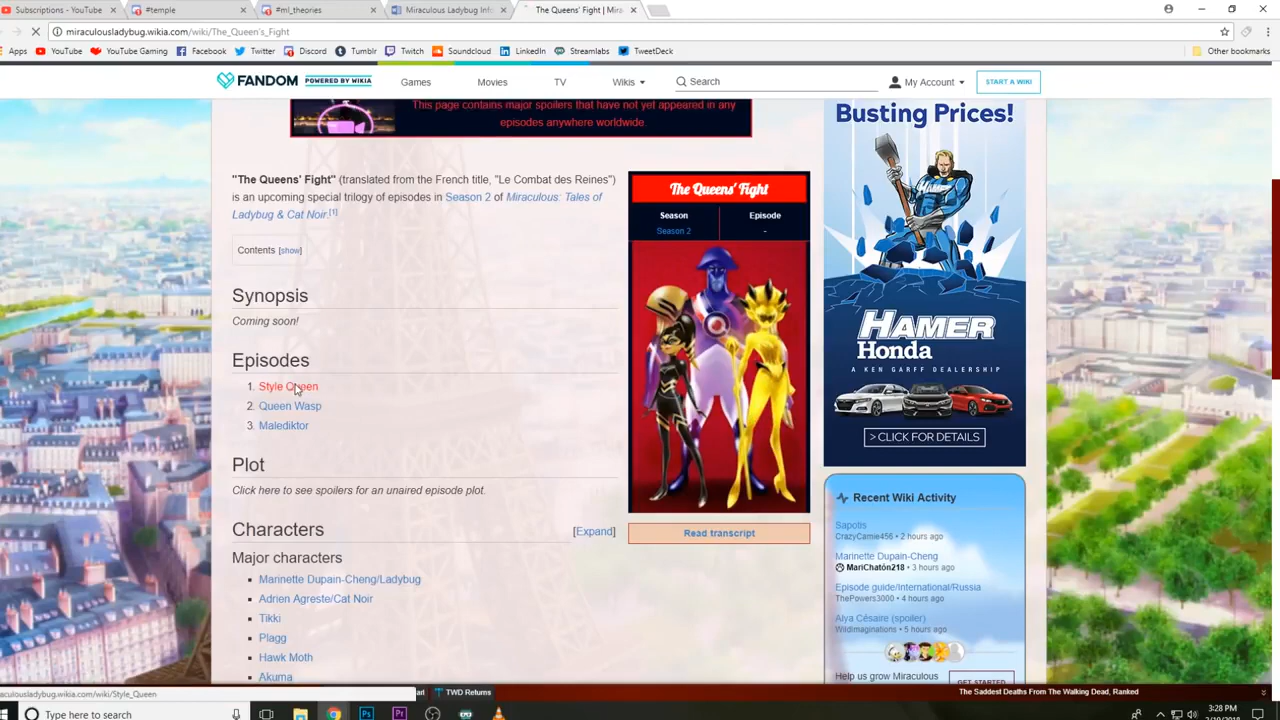 Subscriptions - YouTube
#temple
#ml_theories
Miraculous Ladybug Inf
The Queens' Fight | Mira
miraculousladybug.wikia.com/wiki/The_Queen's_Fight
Apps YouTube YouTube Gaming Facebook Twitter Discord Tumblr Twitch Soundcloud LinkedIn Streamlabs TweetDeck Other bookmarks
FANDOM POWERED BY WIKIA Games Movies TV Wikis Search My Account START A WIKI
This page contains major spoilers that have not yet appeared in any
episodes anywhere worldwide.
"The Queens' Fight" (translated from the French title, "Le Combat des Reines")
is an upcoming special trilogy of episodes in Season 2 of Miraculous: Tales of
Ladybug & Cat Noir.[1]
Contents [show]
Synopsis
Coming soon!
Episodes
1. Style Queen
2. Queen Wasp
3. Malediktor
Plot
Click here to see spoilers for an unaired episode plot.
Characters [Expand]
Major characters
Marinette Dupain-Cheng/Ladybug
Adrien Agreste/Cat Noir
Tikki
Plagg
Hawk Moth
Akuma
The Queens' Fight
Season Episode
Season 2 -
Read transcript
Busting Prices!
HAMER
Honda
A KEN GARFF DEALERSHIP
> CLICK FOR DETAILS
Recent Wiki Activity
Sapotis
CrazyCamie456 • 2 hours ago
Marinette Dupain-Cheng
MariChatón218 • 3 hours ago
Episode guide/International/Russia
ThePowers3000 • 4 hours ago
Alya Césaire (spoiler)
WildImaginations • 5 hours ago
Help us grow Miraculous
GET STARTED
aculousladybug.wikia.com/wiki/Style_Queen
TWD Returns
The Saddest Deaths From The Walking Dead, Ranked
Type here to search
3:28 PM